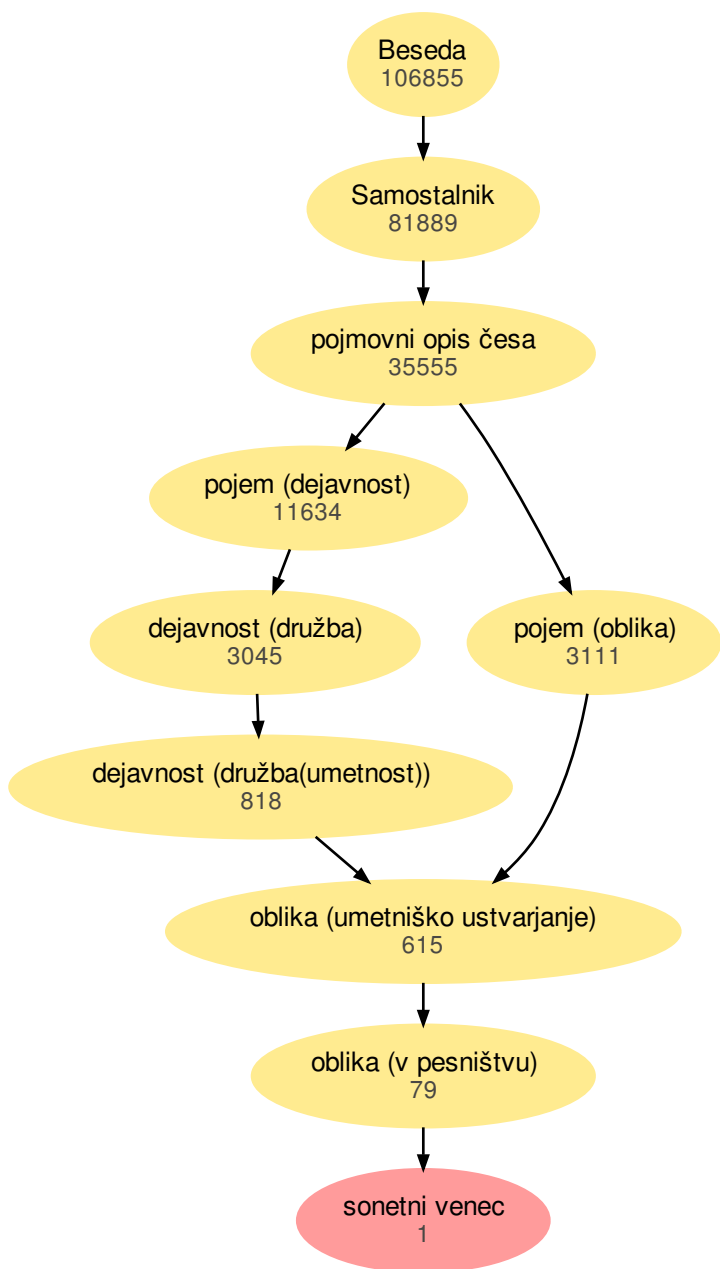 Beseda
106855
Samostalnik
81889
pojmovni opis česa
35555
pojem (dejavnost)
11634
dejavnost (družba)
3045
pojem (oblika)
3111
dejavnost (družba(umetnost))
818
oblika (umetniško ustvarjanje)
615
oblika (v pesništvu)
79
sonetni venec
1